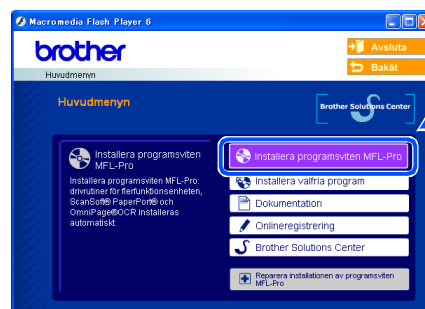 Macromedia Flash Player 6
brother
Avsluta
Bakåt
Huvudmenyn
Huvudmenyn
Brother Solutions Center
Installera programsviten
MFL-Pro
Installera programsviten MFL-Pro:
drivrutiner för flerfunktionsenheten,
ScanSoft® PaperPort® och
OmniPage®OCR installeras
automatiskt.
Installera programsviten MFL-Pro
Installera valfria program
Dokumentation
Onlineregistrering
Brother Solutions Center
Reparera installationen av programsviten
MFL-Pro